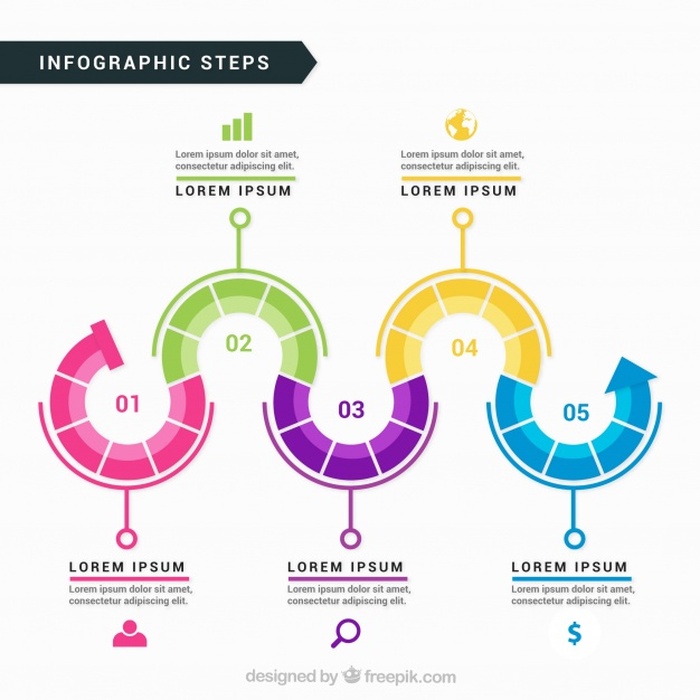 INFOGRAPHIC STEPS
Lorem ipsum dolor sit amet,
consectetur adipiscing elit.
LOREM IPSUM
Lorem ipsum dolor sit amet,
consectetur adipiscing elit.
LOREM IPSUM
01
02
03
04
05
LOREM IPSUM
Lorem ipsum dolor sit amet,
consectetur adipiscing elit.
LOREM IPSUM
Lorem ipsum dolor sit amet,
consectetur adipiscing elit.
LOREM IPSUM
Lorem ipsum dolor sit amet,
consectetur adipiscing elit.
$
designed by freepik.com